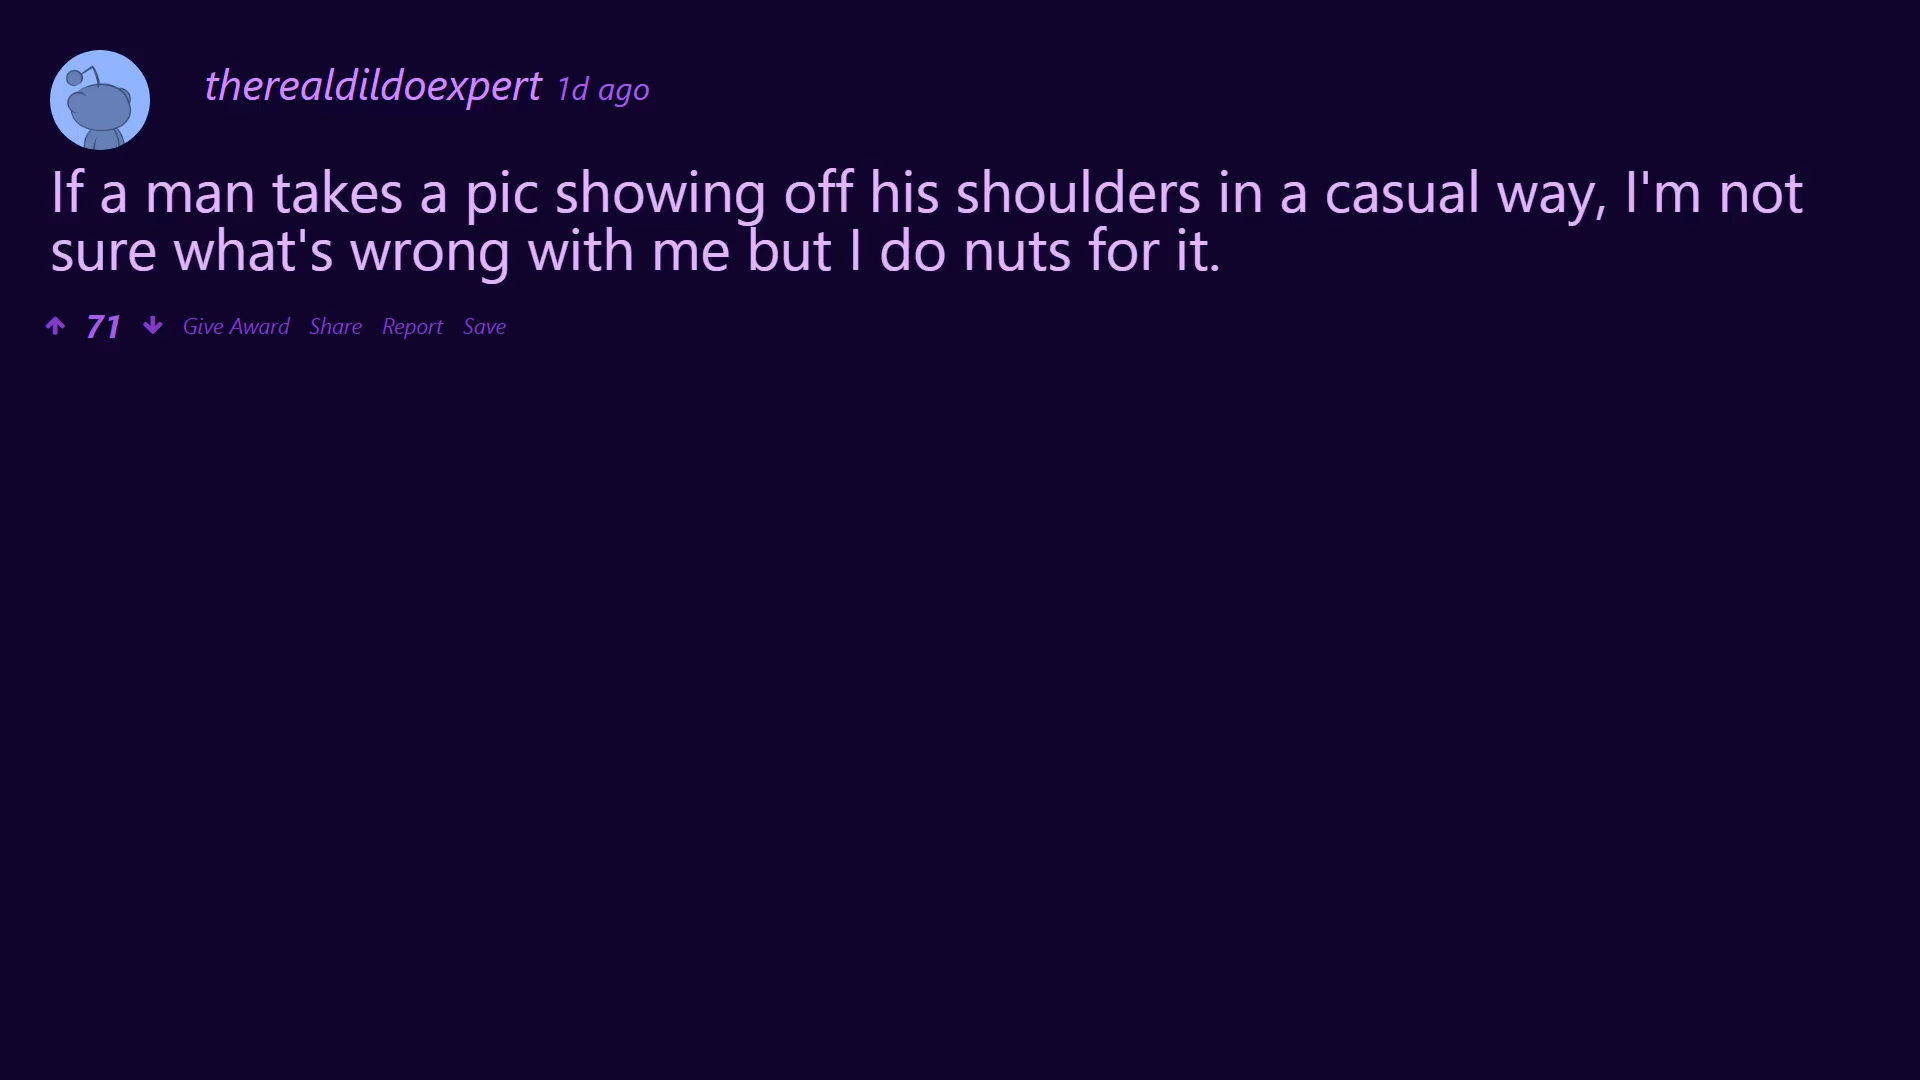 therealdildoexpert 1d ago
If a man takes a pic showing off his shoulders in a casual way, I'm not
sure what's wrong with me but I do nuts for it.
71 Give Award Share Report Save